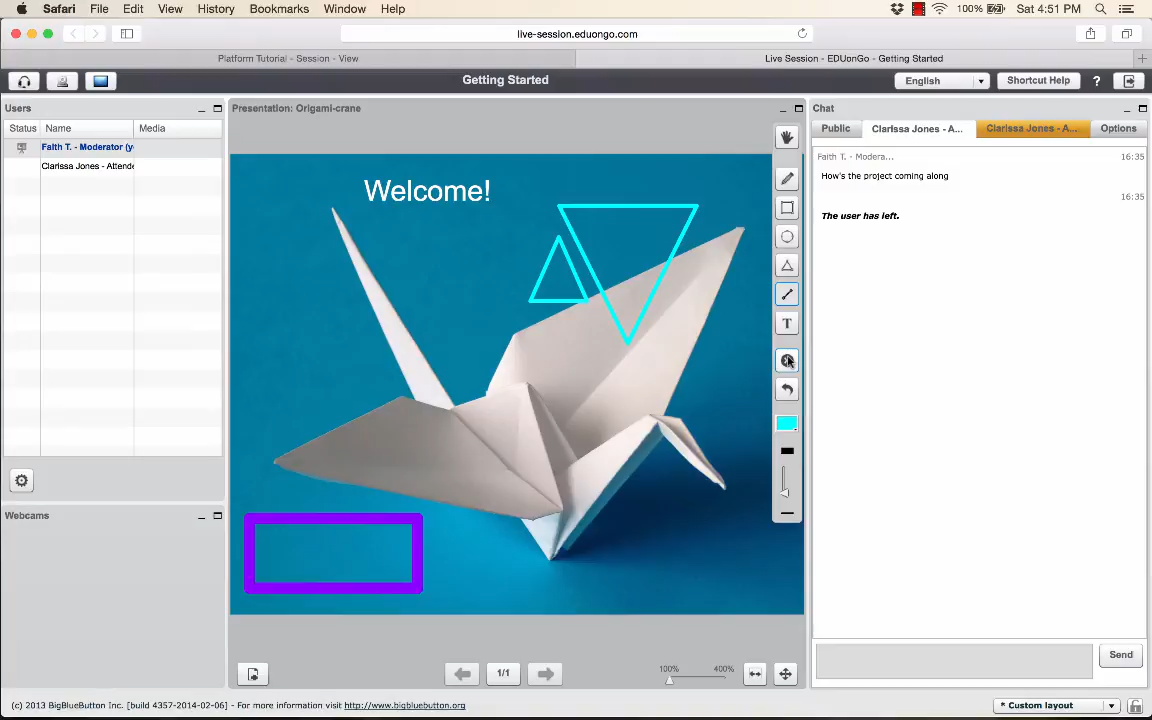 Safari File Edit View History Bookmarks Window Help 100% Sat 4:51 PM
live-session.eduongo.com
Platform Tutorial - Session - View Live Session - EDUonGo - Getting Started
Getting Started English Shortcut Help ?
Users Presentation: Origami-crane Chat
Status Name Media Public Clarissa Jones - A... Clarissa Jones - A... Options
Faith T. - Moderator (y
Clarissa Jones - Attende
Faith T. - Modera... 16:35
How's the project coming along
16:35
The user has left.
Welcome!
T
Webcams
1/1 100% 400%
Send
(c) 2013 BigBlueButton Inc. [build 4357-2014-02-06] - For more information visit http://www.bigbluebutton.org * Custom layout